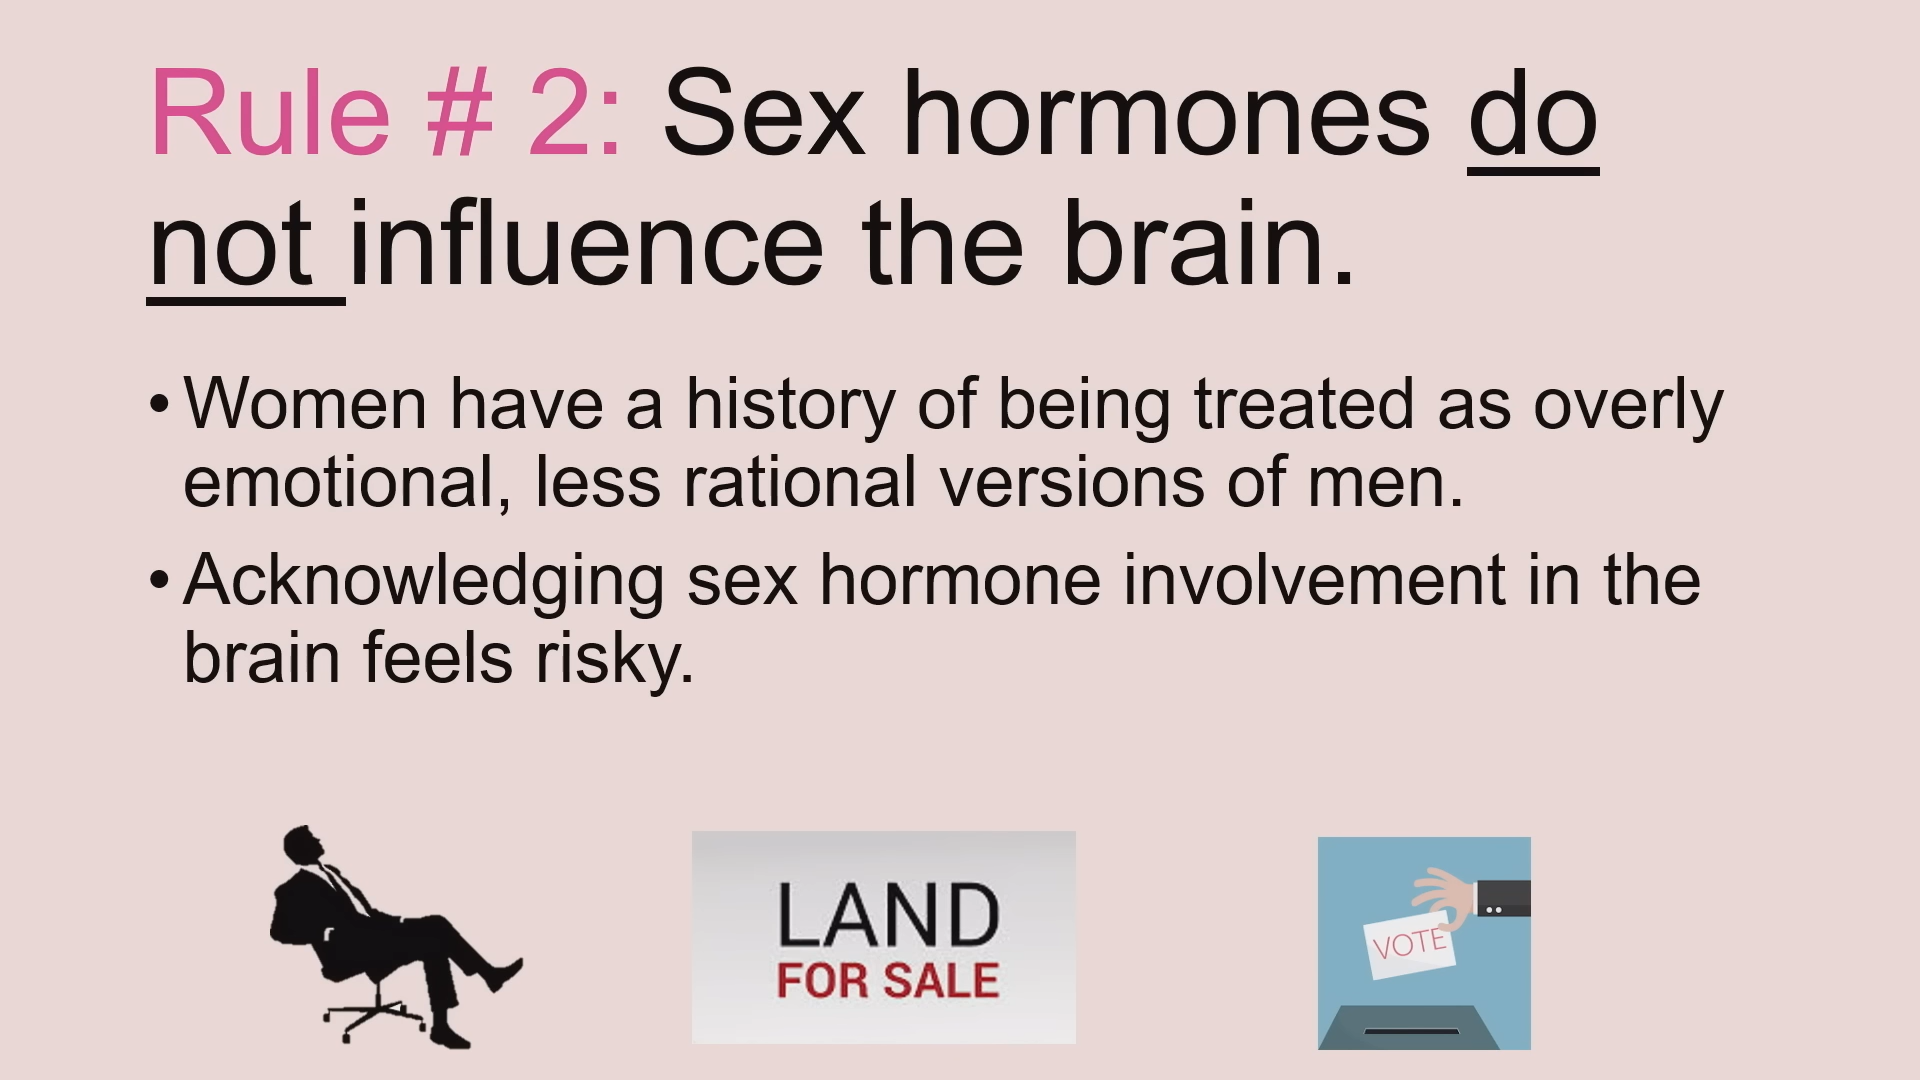 Rule # 2: Sex hormones do
not influence the brain.
• Women have a history of being treated as overly
emotional, less rational versions of men.
• Acknowledging sex hormone involvement in the
brain feels risky.
LAND
FOR SALE
VOTE